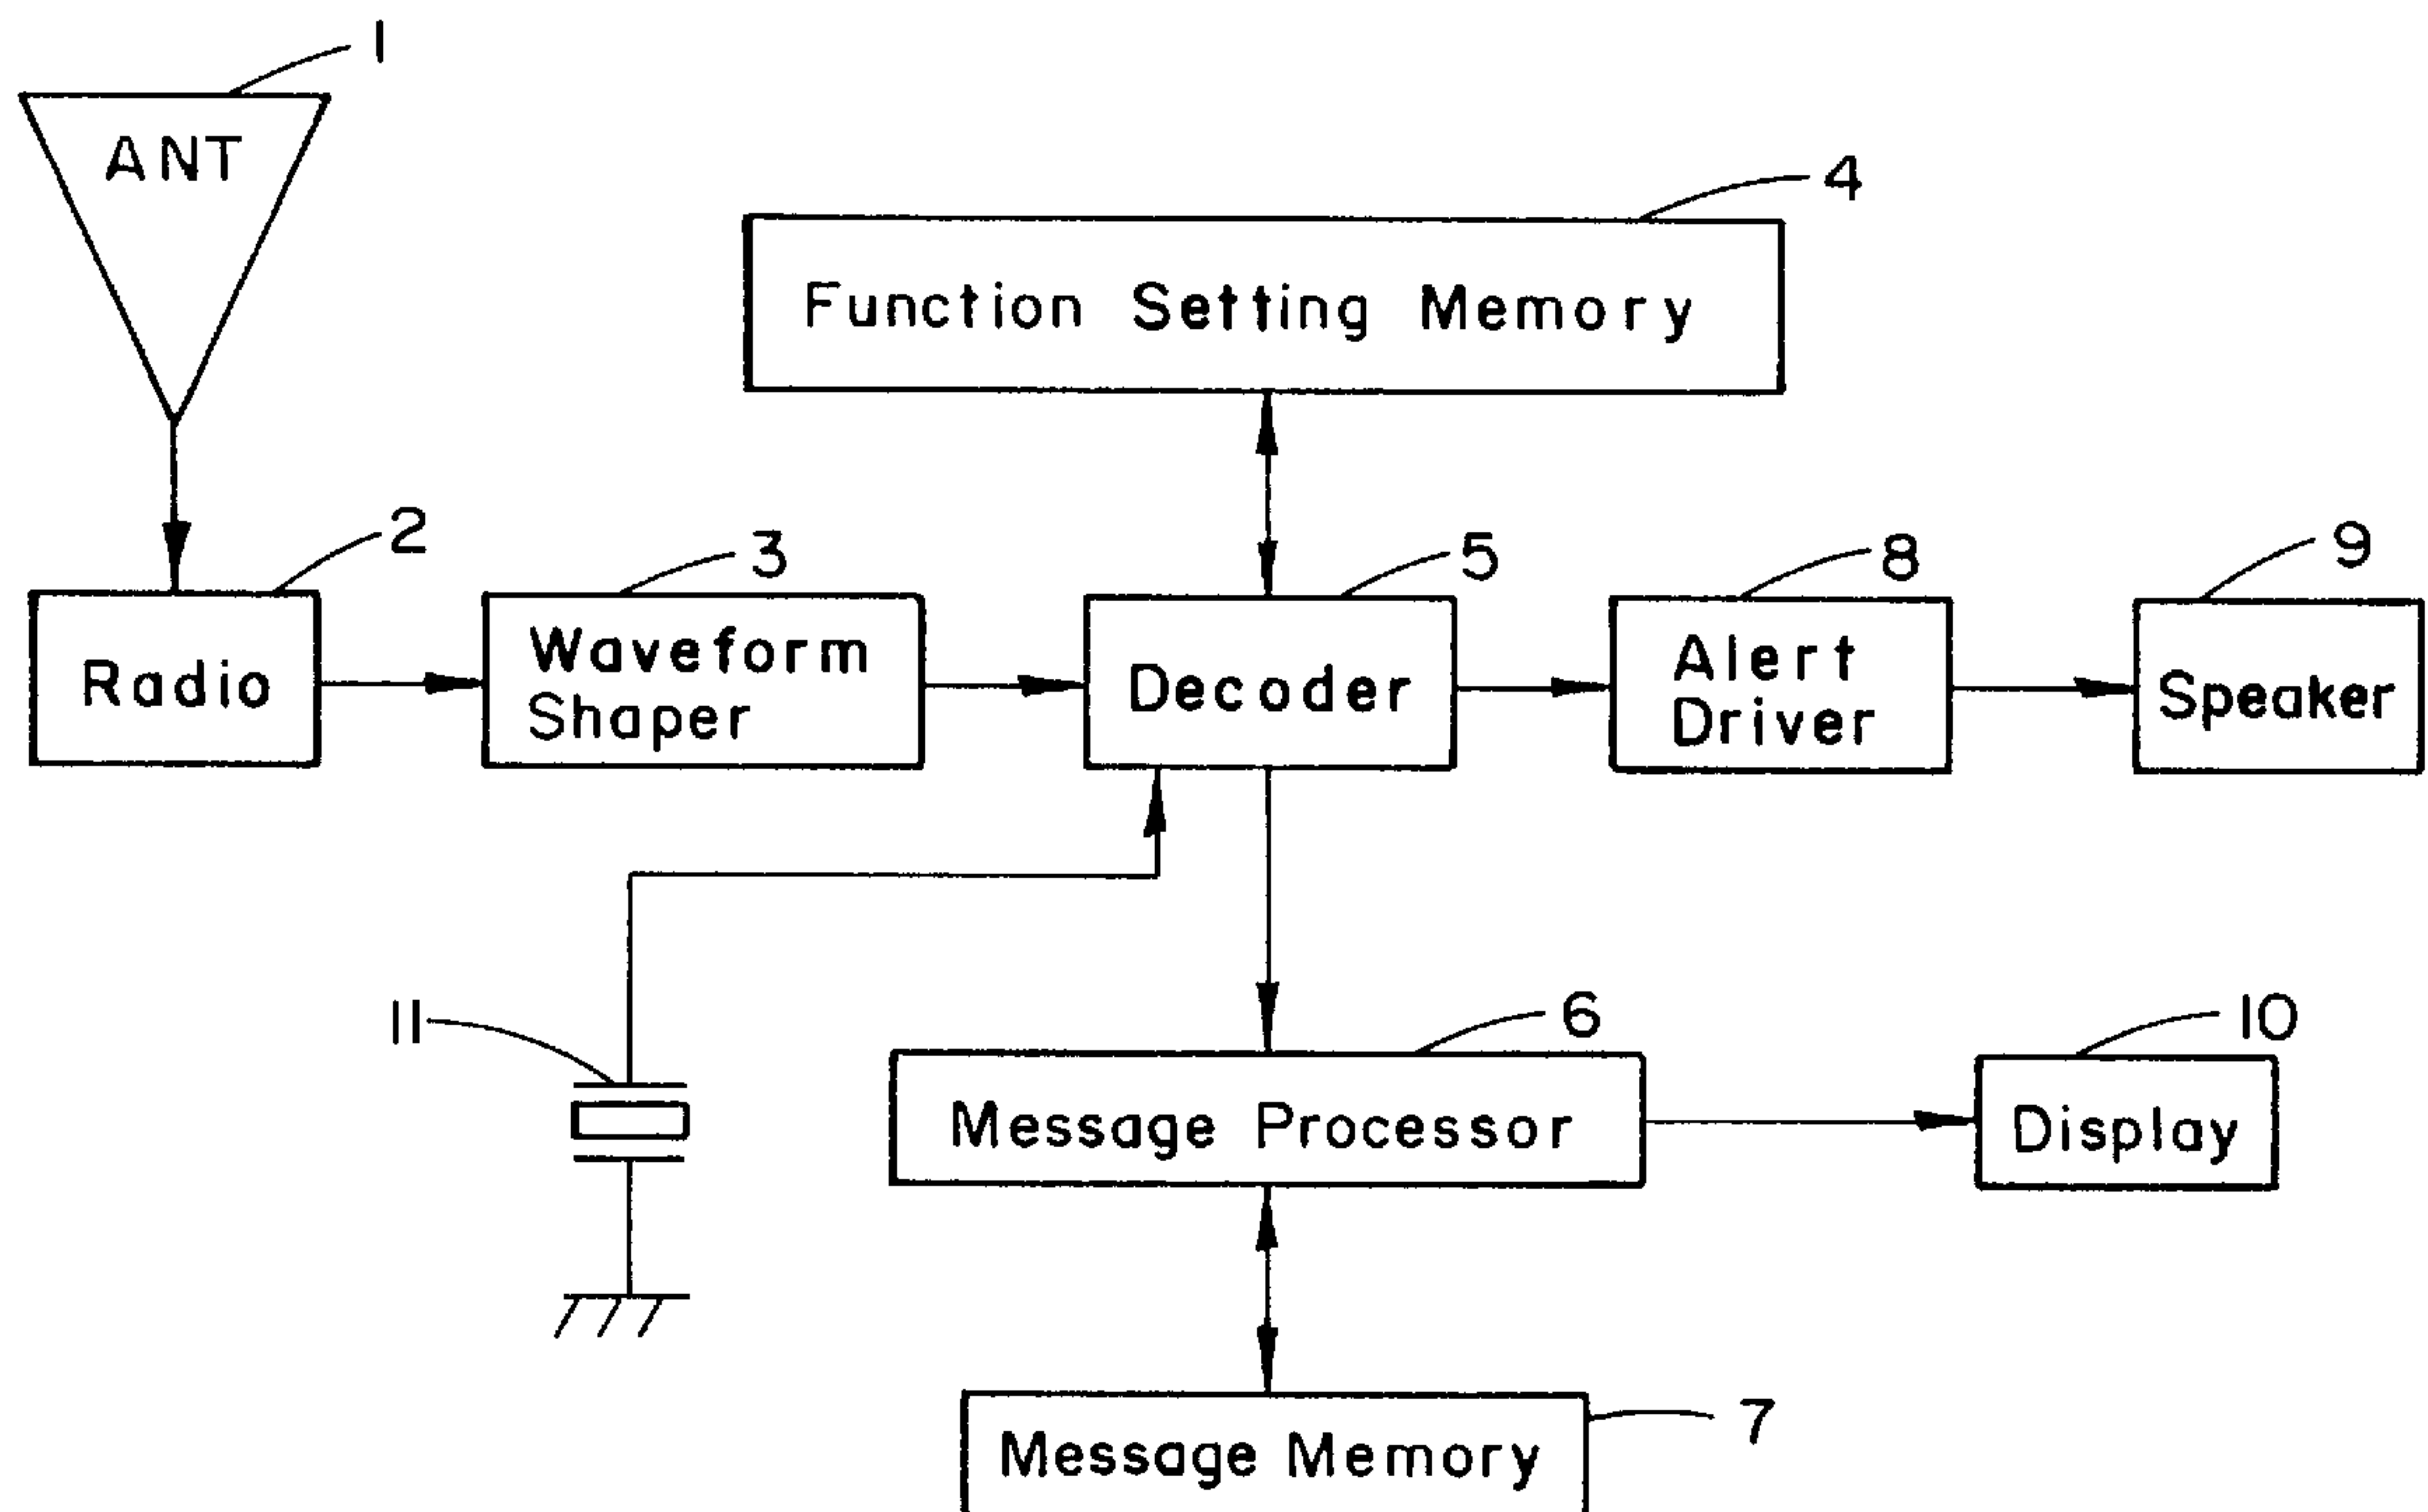 1
ANT
4
Function Setting Memory
2
3
5
8
9
Radio
Waveform
Shaper
Decoder
Alert
Driver
Speaker
11
6
10
Message Processor
Display
7
Message Memory